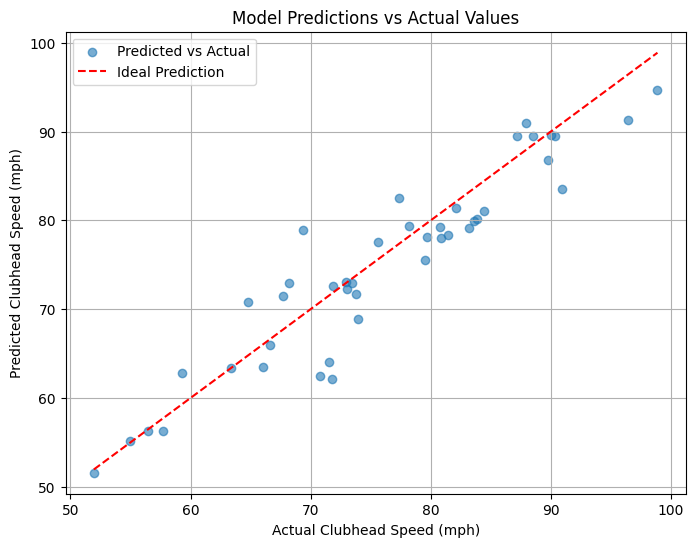 Model Predictions vs Actual Values
Predicted vs Actual
Ideal Prediction
100
90
80
70
60
50
Predicted Clubhead Speed (mph)
50 60 70 80 90 100
Actual Clubhead Speed (mph)